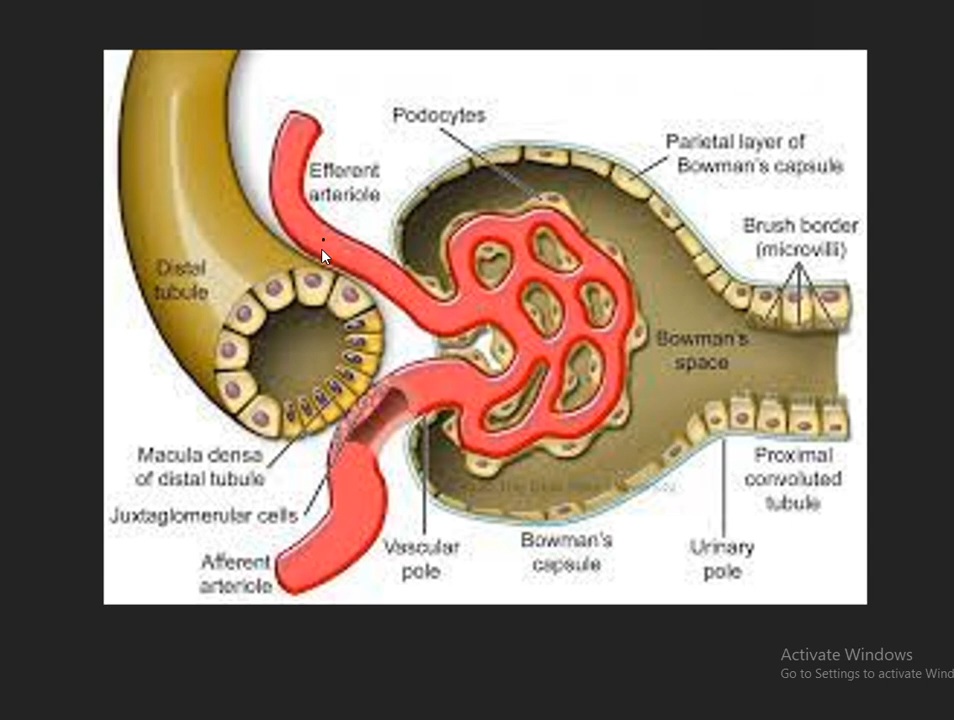 Podocytes
Parietal layer of
Bowman's capsule
Efferent
arteriole
Brush border
(microvilli)
Distal
tubule
Bowman's
space
Macula densa
of distal tubule
Proximal
convoluted
tubule
Juxtaglomerular cells
Afferent
arteriole
Vascular
pole
Bowman's
capsule
Urinary
pole
Activate Windows
Go to Settings to activate Wind